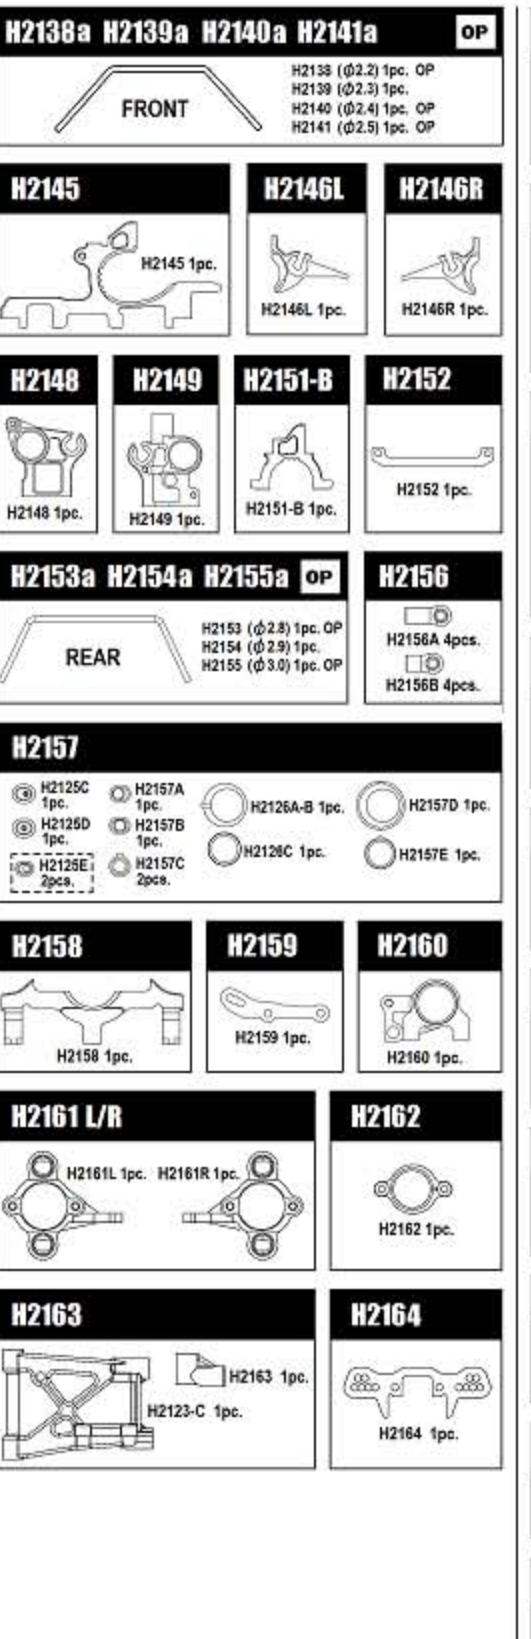 H2138a H2139a H2140a H2141a OP
H2138 (ϕ2.2) 1pc. OP
H2139 (ϕ2.3) 1pc.
H2140 (ϕ2.4) 1pc. OP
H2141 (ϕ2.5) 1pc. OP
FRONT
H2145
H2145 1pc.
H2146L
H2146L 1pc.
H2146R
H2146R 1pc.
H2148
H2148 1pc.
H2149
H2149 1pc.
H2151-B
H2151-B 1pc.
H2152
H2152 1pc.
H2153a H2154a H2155a OP
H2153 (ϕ2.8) 1pc. OP
H2154 (ϕ2.9) 1pc.
H2155 (ϕ3.0) 1pc. OP
REAR
H2156
H2156A 4pcs.
H2156B 4pcs.
H2157
H2125C
1pc.
H2125D
1pc.
H2125E
2pcs.
H2157A
1pc.
H2157B
1pc.
H2157C
2pcs.
H2126A-B 1pc.
H2126C 1pc.
H2157D 1pc.
H2157E 1pc.
H2158
H2158 1pc.
H2159
H2159 1pc.
H2160
H2160 1pc.
H2161 L/R
H2161L 1pc. H2161R 1pc.
H2162
H2162 1pc.
H2163
H2163 1pc.
H2123-C 1pc.
H2164
H2164 1pc.